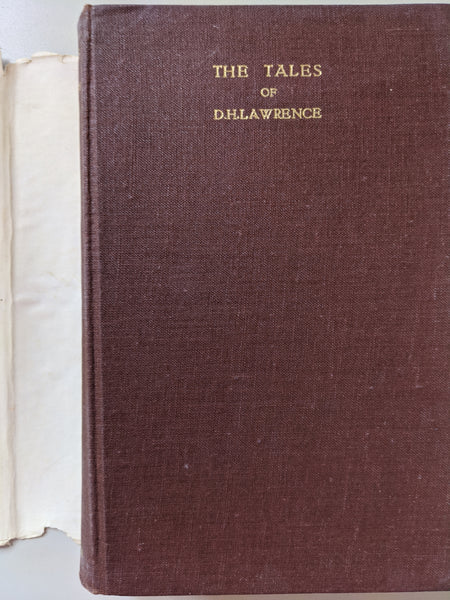 THE TALES
OF
D.H.LAWRENCE